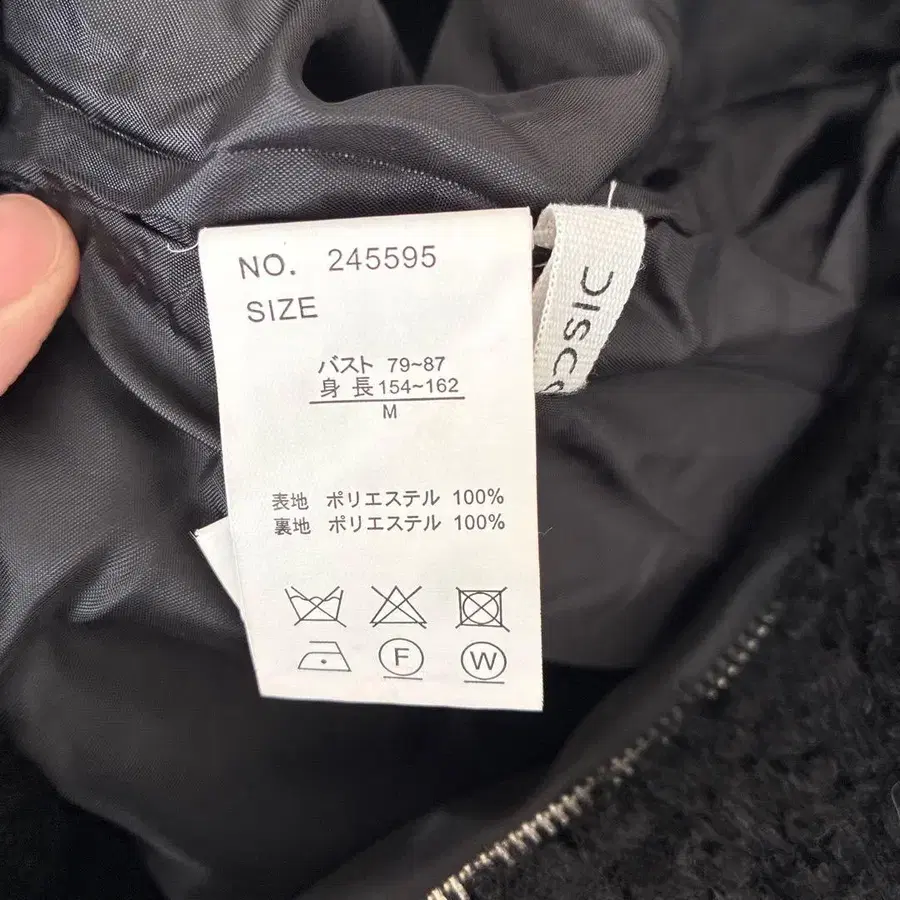 NO. 245595
SIZE
バスト 79~87
身 長 154~162
M
表地 ポリエステル 100%
裏地 ポリエステル 100%
F W